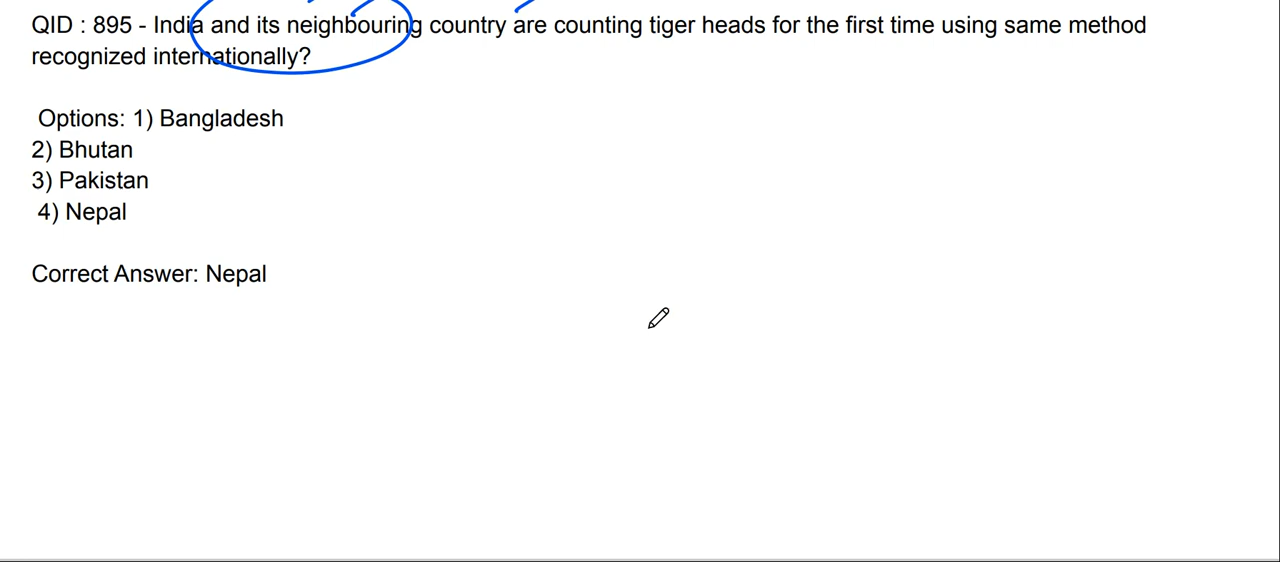 QID : 895 - India and its neighbouring country are counting tiger heads for the first time using same method
recognized internationally?
Options: 1) Bangladesh
2) Bhutan
3) Pakistan
4) Nepal
Correct Answer: Nepal